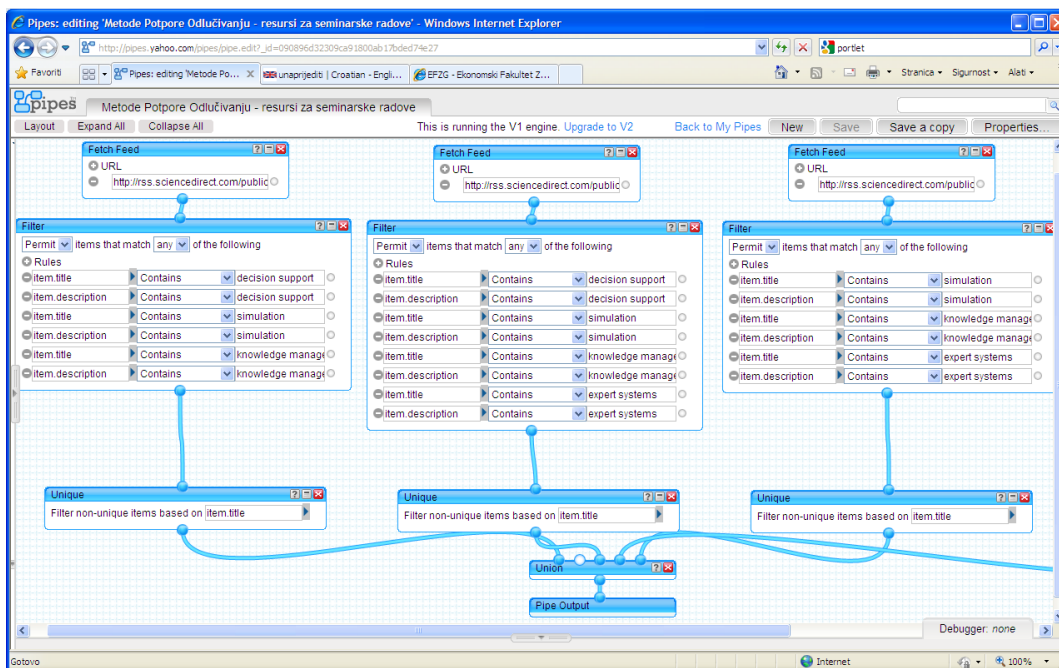 Pipes: editing 'Metode Potpore Odlučivanju - resursi za seminarske radove' - Windows Internet Explorer
http://pipes.yahoo.com/pipes/pipe.edit?_id=090896d32309ca91800ab17bded74e27
portlet
Favoriti
Pipes: editing 'Metode Po...
unaprijediti | Croatian - Engli...
EFZG - Ekonomski Fakultet Z...
Stranica
Sigurnost
Alati
pipes
Metode Potpore Odlučivanju - resursi za seminarske radove
Layout
Expand All
Collapse All
This is running the V1 engine. Upgrade to V2
Back to My Pipes
New
Save
Save a copy
Properties...
Fetch Feed
URL
http://rss.sciencedirect.com/public
Filter
Permit items that match any of the following
Rules
item.title Contains decision support
item.description Contains decision support
item.title Contains simulation
item.description Contains simulation
item.title Contains knowledge manage
item.description Contains knowledge manage
Unique
Filter non-unique items based on item.title
Fetch Feed
URL
http://rss.sciencedirect.com/public
Filter
Permit items that match any of the following
Rules
item.title Contains decision support
item.description Contains decision support
item.title Contains simulation
item.description Contains simulation
item.title Contains knowledge manage
item.description Contains knowledge manage
item.title Contains expert systems
item.description Contains expert systems
Unique
Filter non-unique items based on item.title
Fetch Feed
URL
http://rss.sciencedirect.com/public
Filter
Permit items that match any of the following
Rules
item.title Contains simulation
item.description Contains simulation
item.title Contains knowledge manage
item.description Contains knowledge manage
item.title Contains expert systems
item.description Contains expert systems
Unique
Filter non-unique items based on item.title
Union
Pipe Output
Debugger: none
Gotovo
Internet
100%